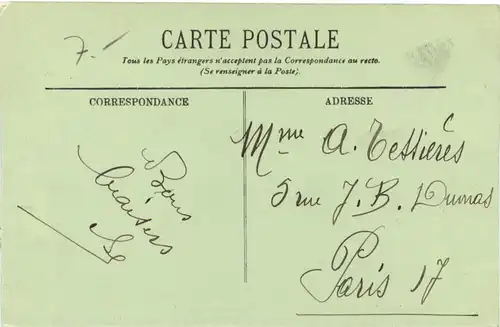 7.-
CARTE POSTALE
Tous les Pays étrangers n'acceptent pas la Correspondance au recto.
(Se renseigner à la Poste).
CORRESPONDANCE
ADRESSE
Bons
baisers
Mme A. Tessières
5 rue J. B. Dumas
Paris 17